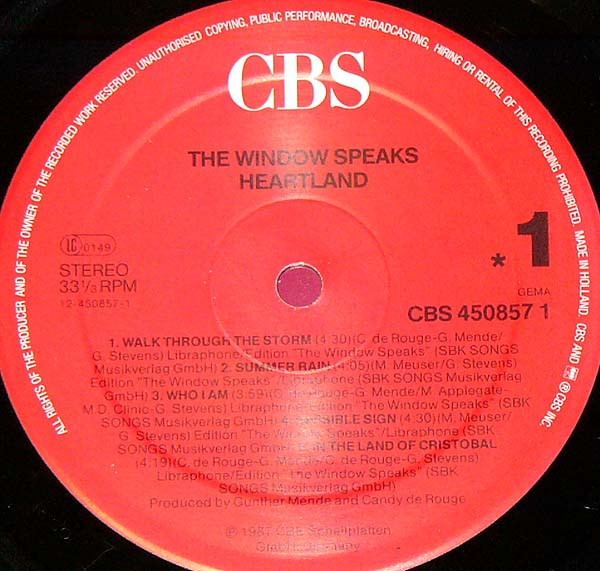 ALL RIGHTS OF THE PRODUCER AND OF THE OWNER OF THE RECORDED WORK RESERVED. UNAUTHORISED COPYING, PUBLIC PERFORMANCE, BROADCASTING, HIRING OR RENTAL OF THIS RECORDING PROHIBITED. MADE IN HOLLAND. CBS AND ℗ CBS INC.
CBS
THE WINDOW SPEAKS
HEARTLAND
LC 0149
STEREO
33 1/3 RPM
12-450857-1
* 1
GEMA
CBS 450857 1
1. WALK THROUGH THE STORM (4:30)(C. de Rouge-G. Mende/
G. Stevens) Libraphone/Edition "The Window Speaks" (SBK SONGS
Musikverlag GmbH) 2. SUMMER RAIN (4:05)(M. Meuser/G. Stevens)
Edition "The Window Speaks"/Libraphone (SBK SONGS Musikverlag
GmbH) 3. WHO I AM (3:59)(C. de Rouge-G. Mende/M. Applegate-
M.D. Clinic-G. Stevens) Libraphone/Edition "The Window Speaks" (SBK
SONGS Musikverlag GmbH) 4. SIGN (4:30)(M. Meuser/
G. Stevens) Edition "The Window Speaks"/Libraphone (SBK
SONGS Musikverlag GmbH) 5. IN THE LAND OF CRISTOBAL
(4:19)(C. de Rouge-G. Mende/C. de Rouge-G. Stevens)
Libraphone/Edition "The Window Speaks" (SBK
SONGS Musikverlag GmbH)
Produced by Gunther Mende and Candy de Rouge
℗ 1987 CBS Schallplatten
GmbH Germany